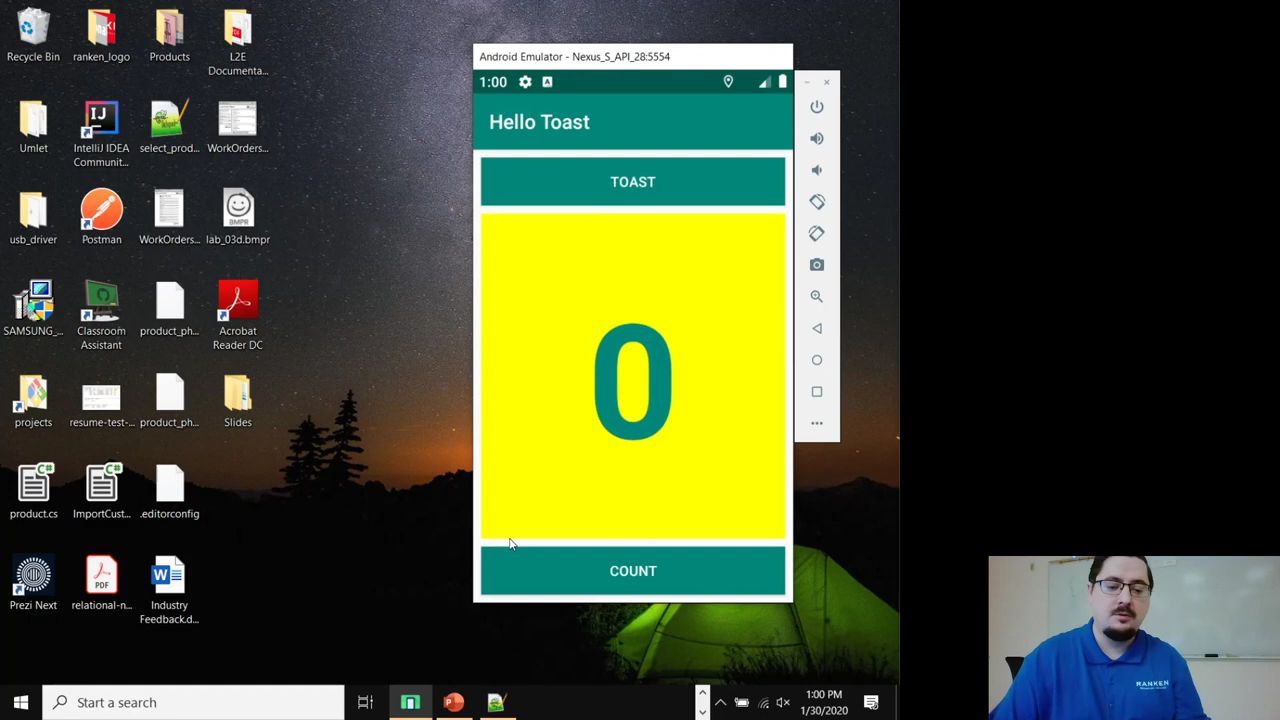 Recycle Bin
ranken_logo
Products
L2E
Documenta...
Umlet
IntelliJ IDEA
Communit...
select_prod...
WorkOrders...
usb_driver
Postman
WorkOrders...
BMPR
lab_03d.bmpr
SAMSUNG_...
Classroom
Assistant
product_ph...
Acrobat
Reader DC
projects
resume-test-...
product_ph...
Slides
product.cs
ImportCust...
.editorconfig
Prezi Next
PDF
relational-n...
Industry
Feedback.d...
Android Emulator - Nexus_S_API_28:5554
1:00
Hello Toast
TOAST
0
COUNT
RANKEN
Start a search
1:00 PM
1/30/2020